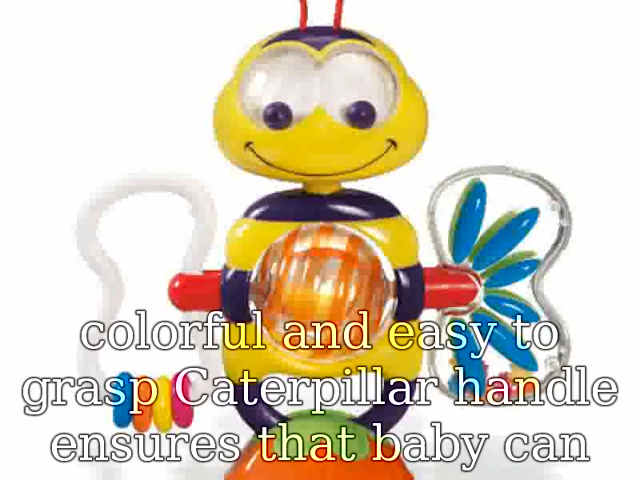 colorful and easy to
grasp Caterpillar handle
ensures that baby can